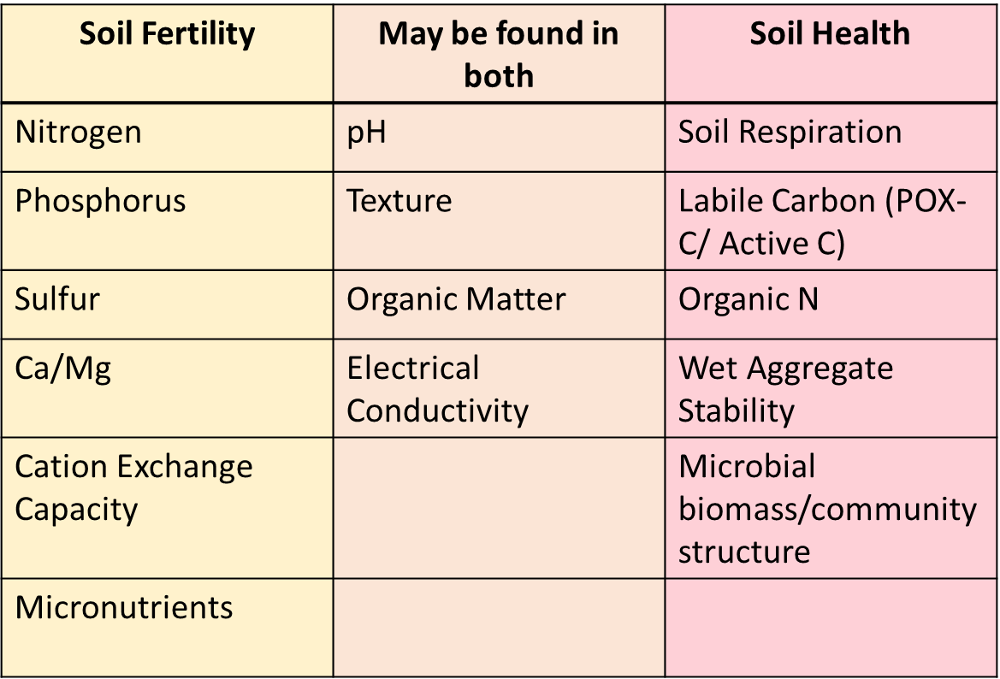 Soil Fertility
May be found in
both
Soil Health
Nitrogen
pH
Soil Respiration
Phosphorus
Texture
Labile Carbon (POX-
C/ Active C)
Sulfur
Organic Matter
Organic N
Ca/Mg
Electrical
Conductivity
Wet Aggregate
Stability
Cation Exchange
Capacity
Microbial
biomass/community
structure
Micronutrients